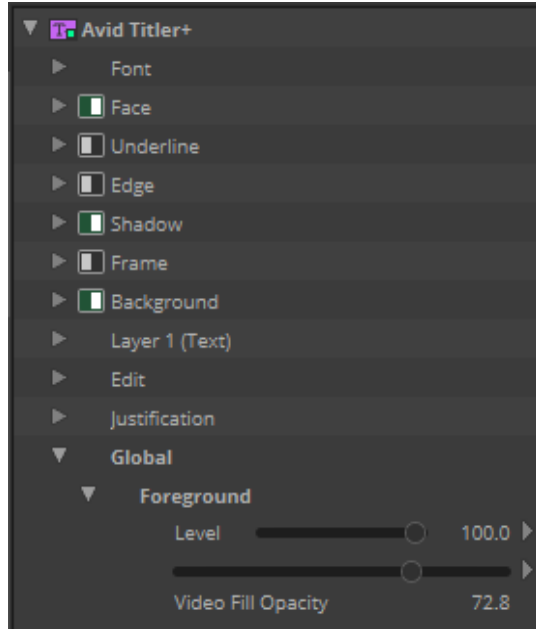 Avid Titler+
Font
Face
Underline
Edge
Shadow
Frame
Background
Layer 1 (Text)
Edit
Justification
Global
Foreground
Level 100.0
Video Fill Opacity 72.8